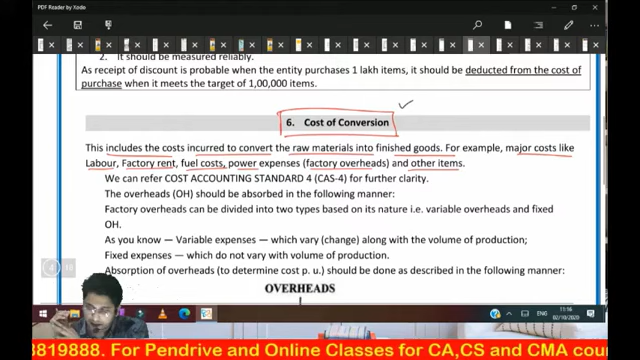 PDF Reader by Xodo
2. It should be measured reliably.
As receipt of discount is probable when the entity purchases 1 lakh items, it should be deducted from the cost of
purchase when it meets the target of 1,00,000 items.
6. Cost of Conversion
This includes the costs incurred to convert the raw materials into finished goods. For example, major costs like
Labour, Factory rent, fuel costs, power expenses (factory overheads) and other items.
We can refer COST ACCOUNTING STANDARD 4 (CAS-4) for further clarity.
The overheads (OH) should be absorbed in the following manner:
Factory overheads can be divided into two types based on its nature i.e. variable overheads and fixed
OH.
As you know — Variable expenses — which vary (change) along with the volume of production;
Fixed expenses — which do not vary with volume of production.
Absorption of overheads (to determine cost p. u.) should be done as described in the following manner:
OVERHEADS
ENG
11:16
02/10/2020
3819888. For Pendrive and Online Classes for CA,CS and CMA cou